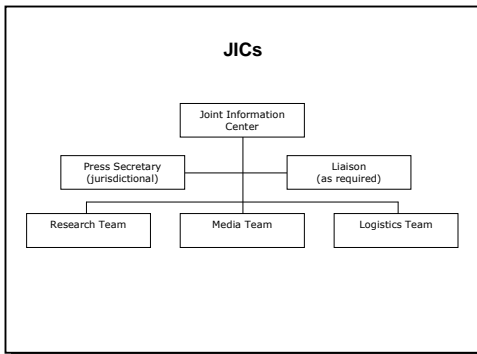 JICs
Joint Information
Center
Press Secretary
(jurisdictional)
Liaison
(as required)
Research Team
Media Team
Logistics Team